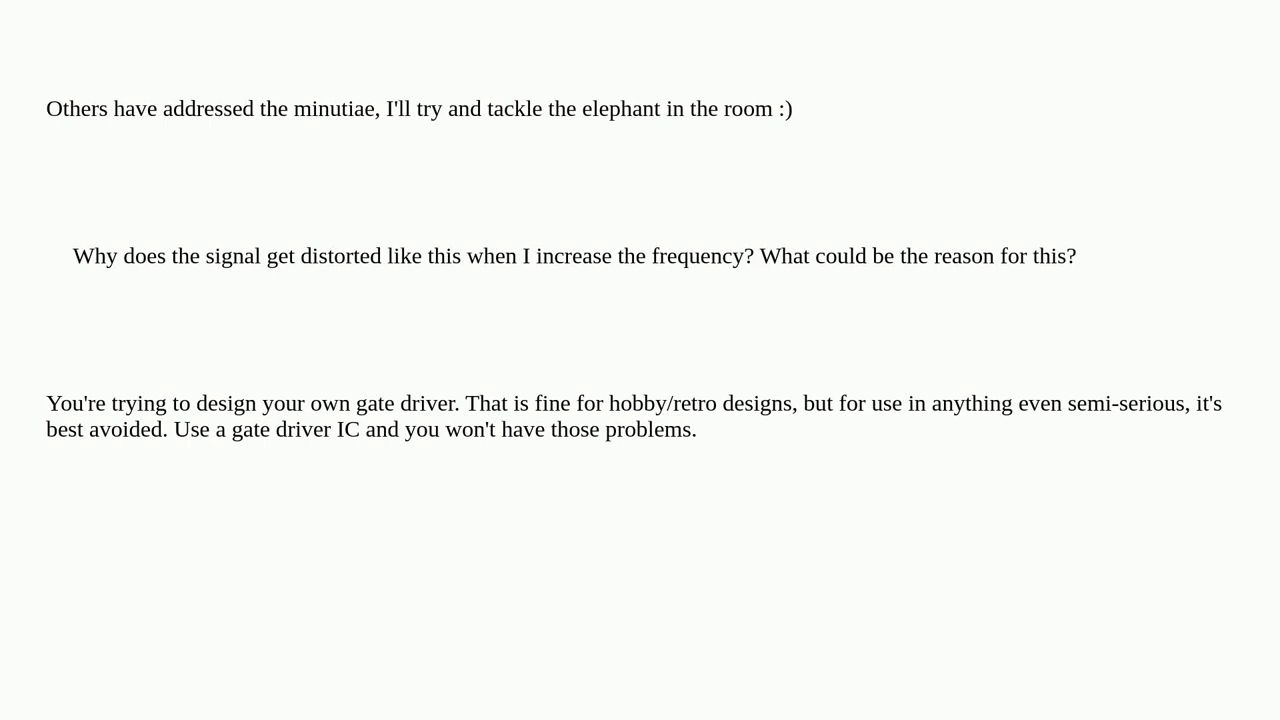 Others have addressed the minutiae, I'll try and tackle the elephant in the room :)
Why does the signal get distorted like this when I increase the frequency? What could be the reason for this?
You're trying to design your own gate driver. That is fine for hobby/retro designs, but for use in anything even semi-serious, it's
best avoided. Use a gate driver IC and you won't have those problems.